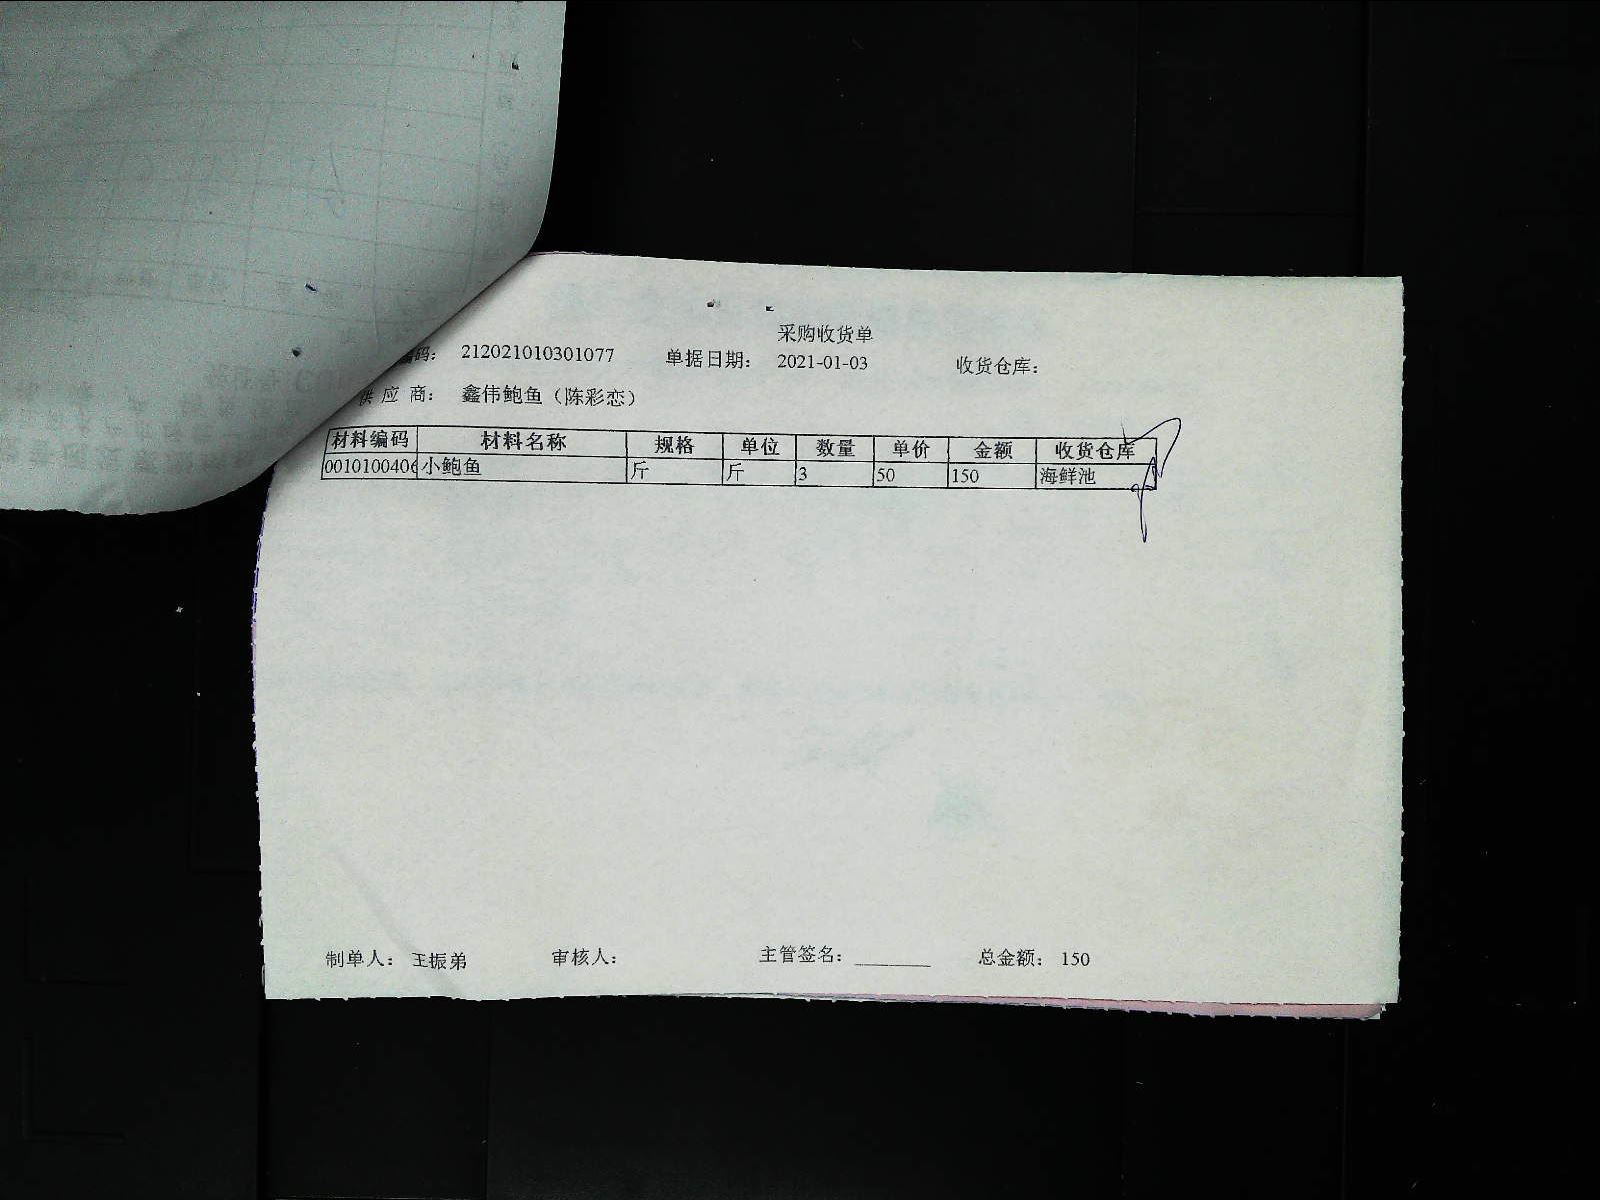 采购收货单
编码： 212021010301077 单据日期： 2021-01-03 收货仓库：
供应商： 鑫伟鲍鱼（陈彩恋）
材料编码 材料名称 规格 单位 数量 单价 金额 收货仓库
0010100406 小鲍鱼 斤 斤 3 50 150 海鲜池
制单人： 王振弟 审核人： 主管签名：________ 总金额： 150